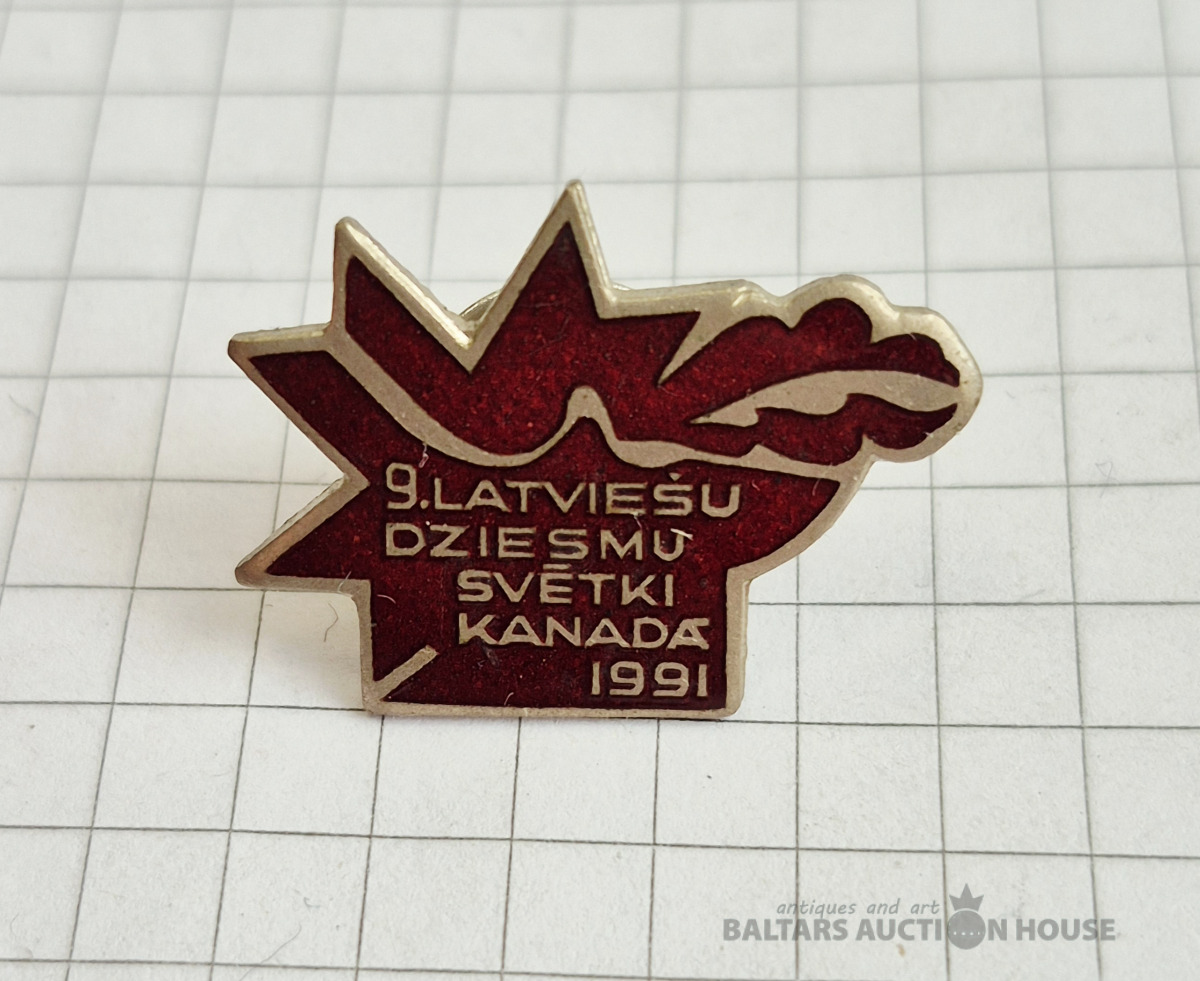 9. LATVIEŠU
DZIESMU
SVĒTKI
KANADĀ
1991
antiques and art
BALTARS AUCTION HOUSE